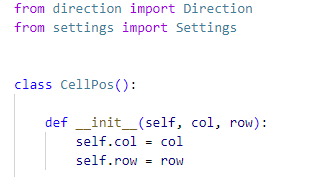 from direction import Direction
from settings import Settings
class CellPos():
def __init__(self, col, row):
self.col = col
self.row = row